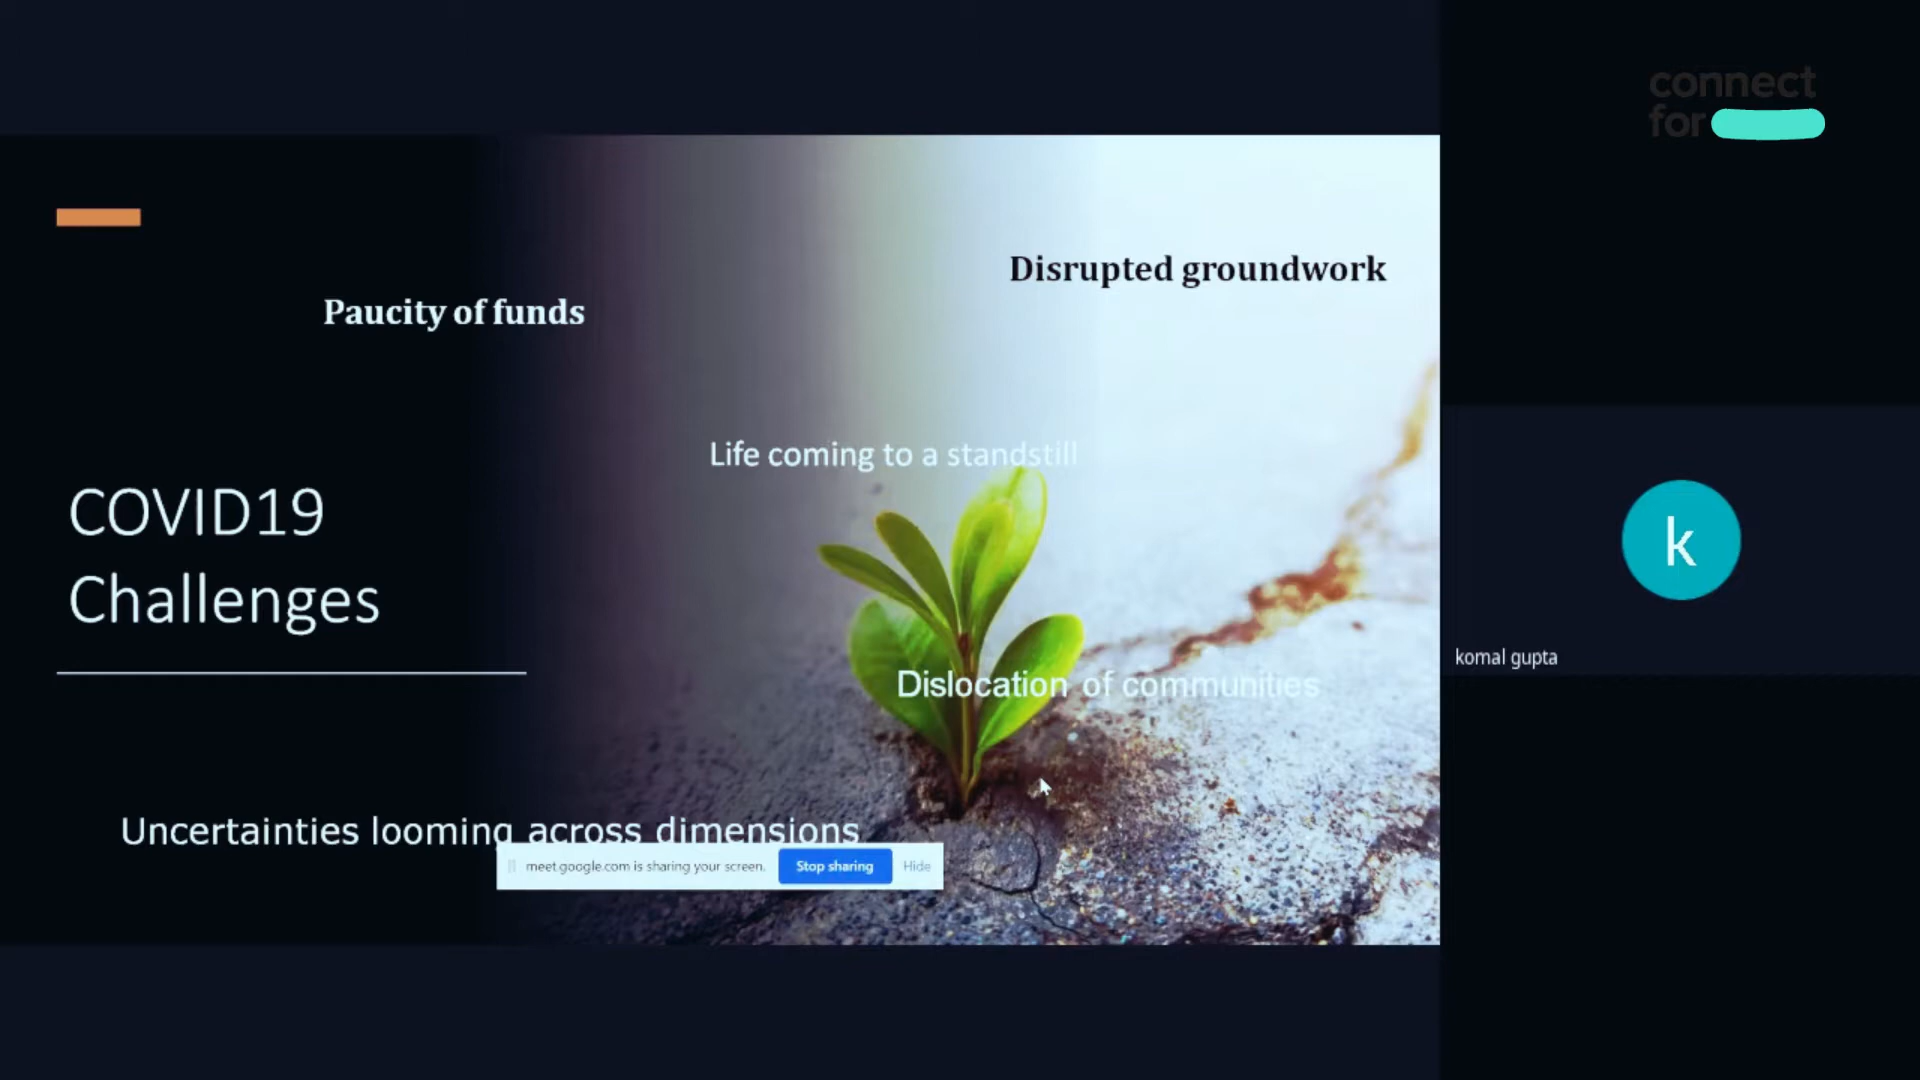 connect
for
Disrupted groundwork
Paucity of funds
Life coming to a standstill
COVID19
Challenges
k
komal gupta
Dislocation of communities
Uncertainties looming across dimensions
meet.google.com is sharing your screen.
Stop sharing
Hide